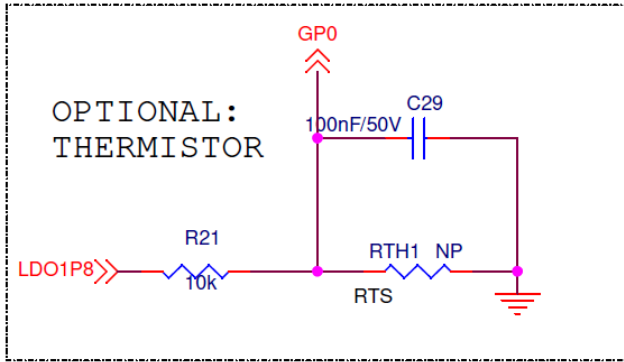 GP0
OPTIONAL:
THERMISTOR
C29
100nF/50V
R21
RTH1 NP
LDO1P8
10k
RTS